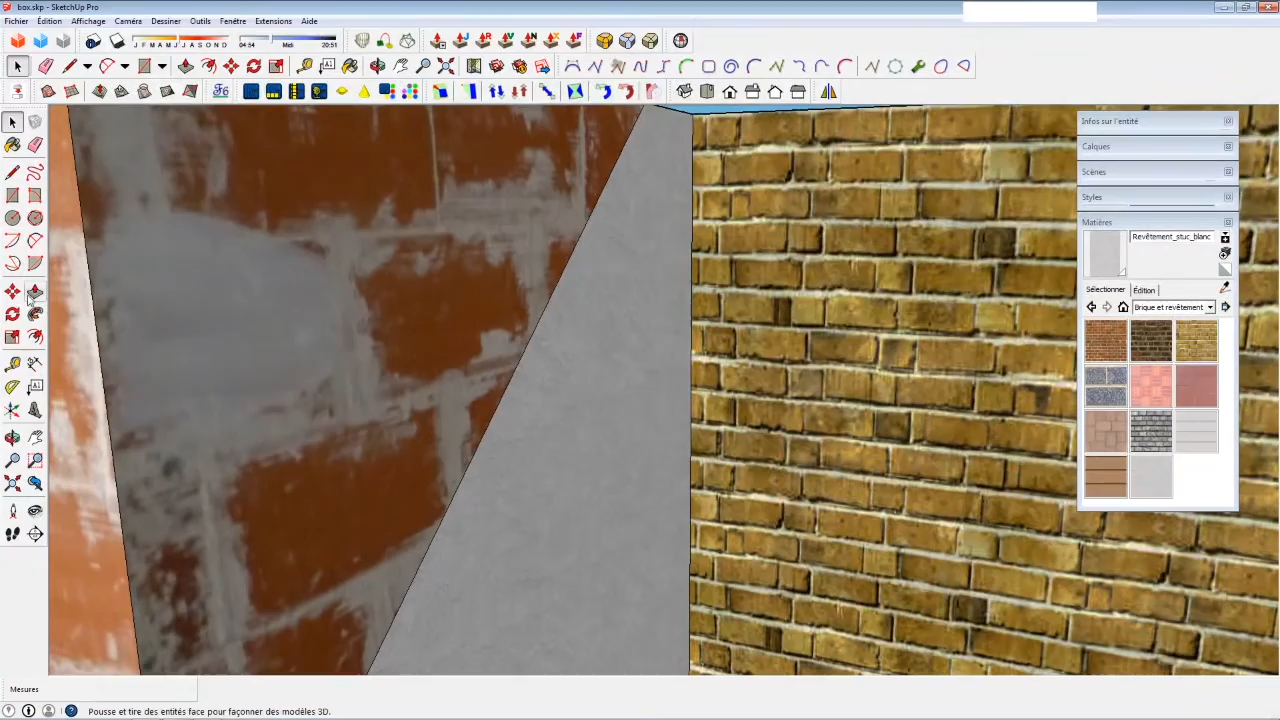 box.skp - SketchUp Pro
Fichier Édition Affichage Caméra Dessiner Outils Fenêtre Extensions Aide
J F M A M J J A S O N D 04:54 Midi 20:51
Infos sur l'entité
Calques
Scènes
Styles
Matières
Revêtement_stuc_blanc
Sélectionner Édition
Brique et revêtement
Mesures
Pousse et tire des entités face pour façonner des modèles 3D.